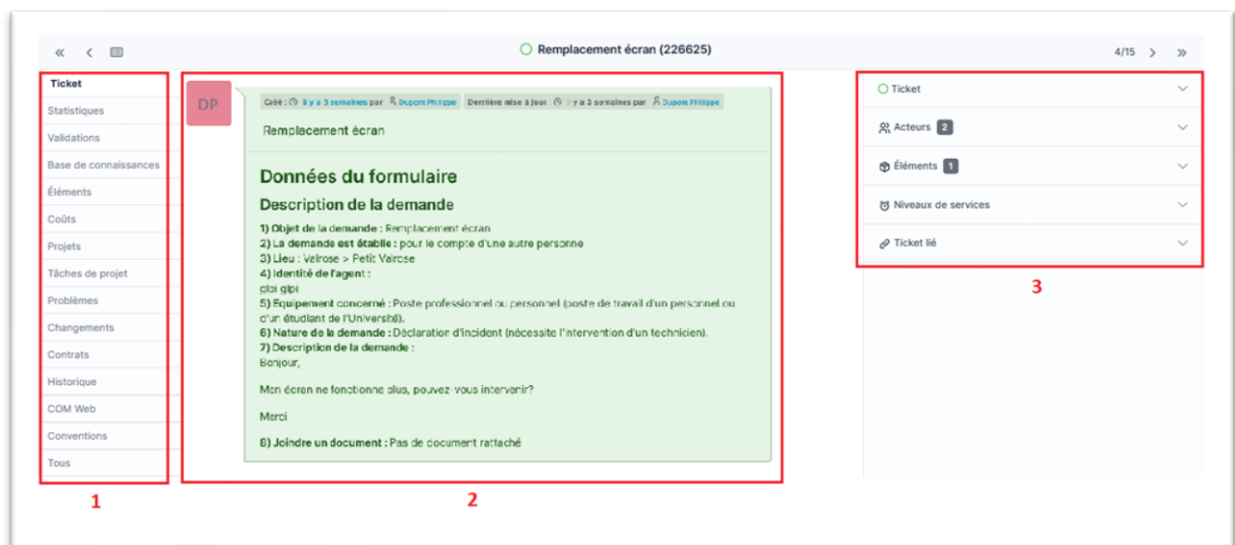 Remplacement écran (226625)
4/15
Ticket
Statistiques
Validations
Base de connaissances
Éléments
Coûts
Projets
Tâches de projet
Problèmes
Changements
Contrats
Historique
COM Web
Conventions
Tous
1
DP
Créé : Il y a 3 semaines par Dupont Philippe Dernière mise à jour : Il y a 3 semaines par Dupont Philippe
Remplacement écran
Données du formulaire
Description de la demande
1) Objet de la demande : Remplacement écran
2) La demande est établie : pour le compte d'une autre personne
3) Lieu : Valrose > Petit Valrose
4) Identité de l'agent :
glpi glpi
5) Equipement concerné : Poste professionnel ou personnel (poste de travail d'un personnel ou
d'un étudiant de l'Université).
6) Nature de la demande : Déclaration d'incident (nécessite l'intervention d'un technicien).
7) Description de la demande :
Bonjour,
Mon écran ne fonctionne plus, pouvez-vous intervenir?
Merci
8) Joindre un document : Pas de document rattaché
2
Ticket
Acteurs 2
Éléments 1
Niveaux de services
Ticket lié
3